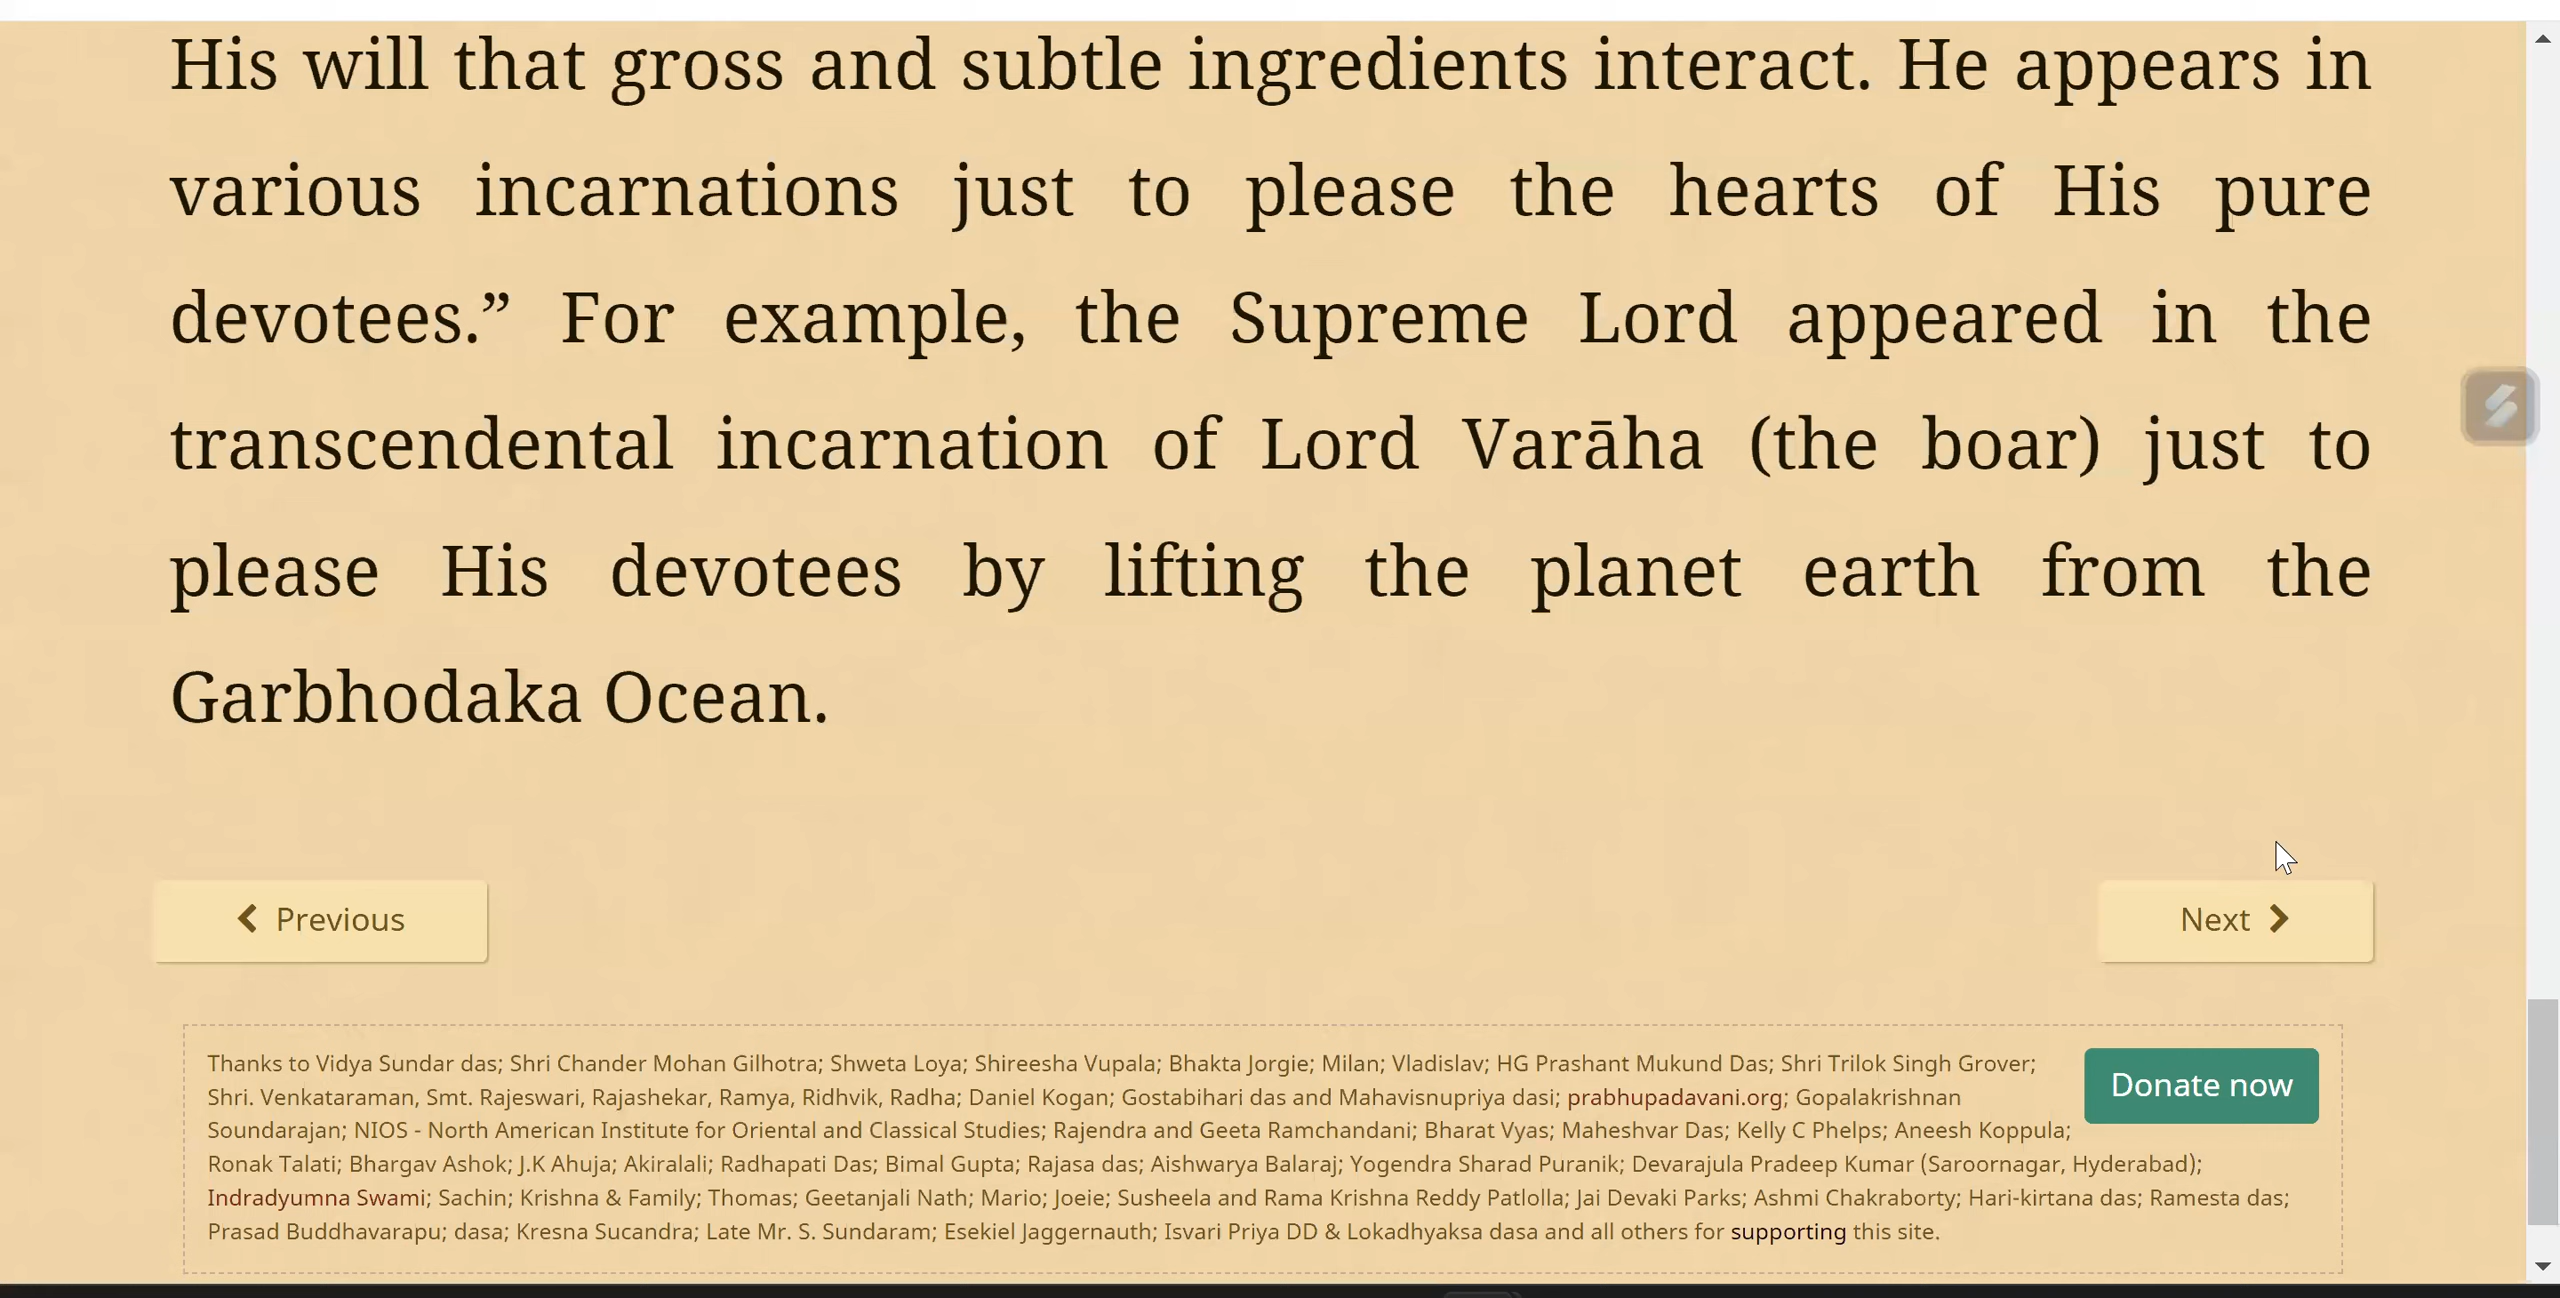 His will that gross and subtle ingredients interact. He appears in
various incarnations just to please the hearts of His pure
devotees.” For example, the Supreme Lord appeared in the
transcendental incarnation of Lord Varāha (the boar) just to
please His devotees by lifting the planet earth from the
Garbhodaka Ocean.
Previous
Next
Thanks to Vidya Sundar das; Shri Chander Mohan Gilhotra; Shweta Loya; Shireesha Vupala; Bhakta Jorgie; Milan; Vladislav; HG Prashant Mukund Das; Shri Trilok Singh Grover;
Donate now
Shri. Venkataraman, Smt. Rajeswari, Rajashekar, Ramya, Ridhvik, Radha; Daniel Kogan; Gostabihari das and Mahavisnupriya dasi; prabhupadavani.org; Gopalakrishnan
Soundarajan; NIOS - North American Institute for Oriental and Classical Studies; Rajendra and Geeta Ramchandani; Bharat Vyas; Maheshvar Das; Kelly C Phelps; Aneesh Koppula;
Ronak Talati; Bhargav Ashok; J.K Ahuja; Akiralali; Radhapati Das; Bimal Gupta; Rajasa das; Aishwarya Balaraj; Yogendra Sharad Puranik; Devarajula Pradeep Kumar (Saroornagar, Hyderabad);
Indradyumna Swami; Sachin; Krishna & Family; Thomas; Geetanjali Nath; Mario; Joeie; Susheela and Rama Krishna Reddy Patlolla; Jai Devaki Parks; Ashmi Chakraborty; Hari-kirtana das; Ramesta das;
Prasad Buddhavarapu; dasa; Kresna Sucandra; Late Mr. S. Sundaram; Esekiel Jaggernauth; Isvari Priya DD & Lokadhyaksa dasa and all others for supporting this site.